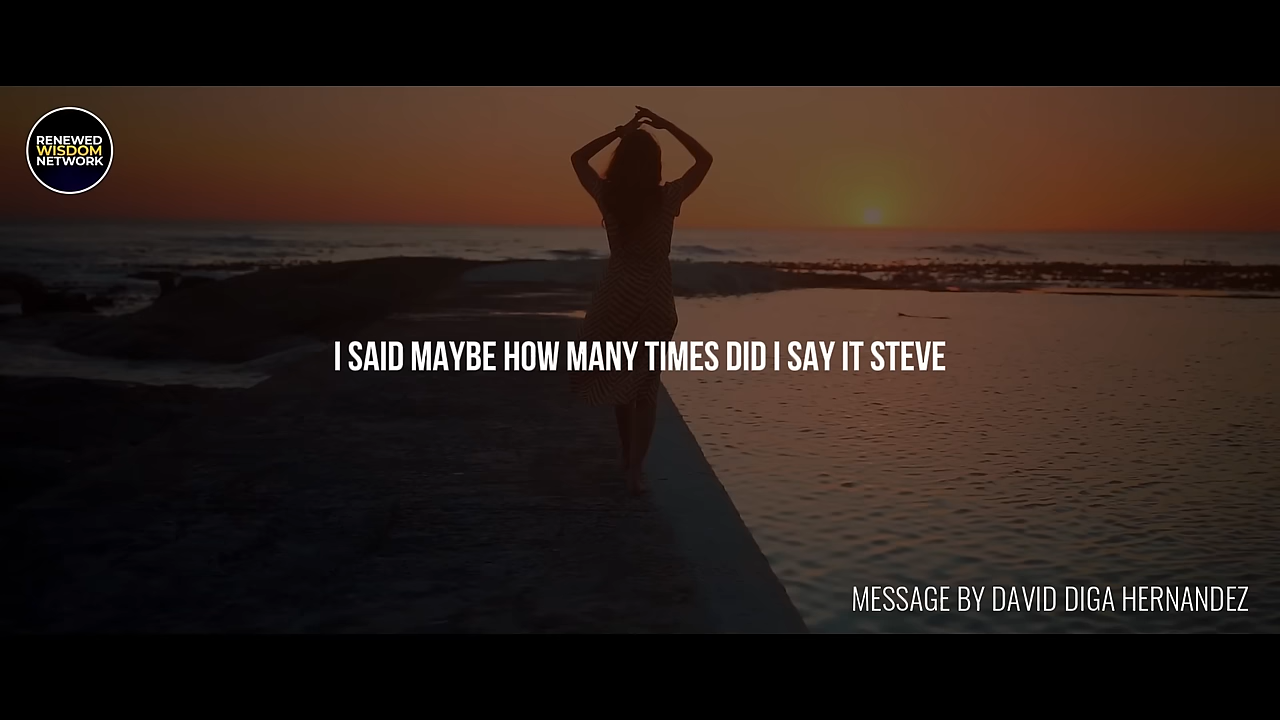 RENEWED
WISDOM
NETWORK
I SAID MAYBE HOW MANY TIMES DID I SAY IT STEVE
MESSAGE BY DAVID DIGA HERNANDEZ